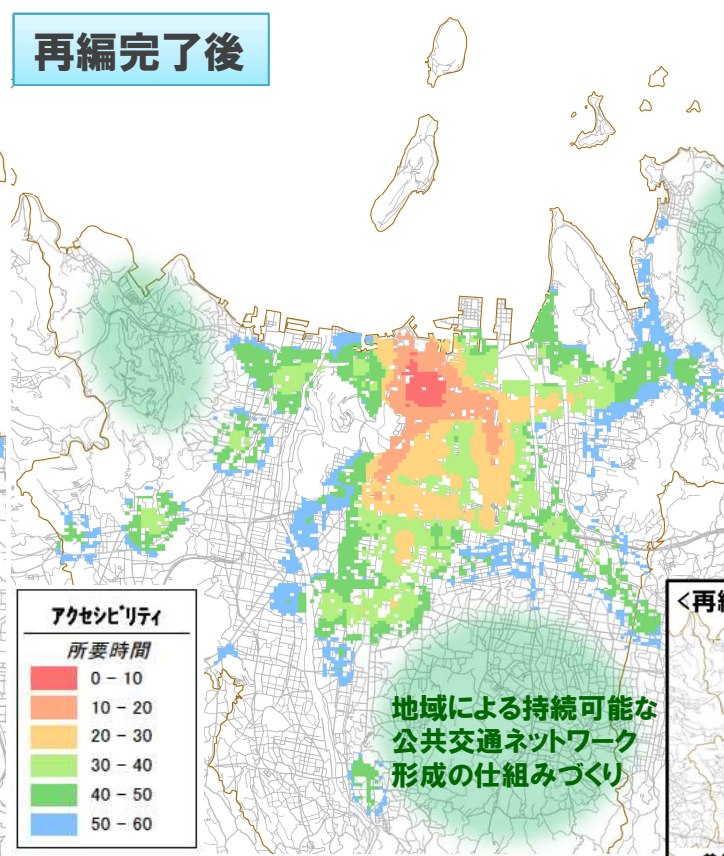 再編完了後
アクセシビリティ
所要時間
0 - 10
10 - 20
20 - 30
30 - 40
40 - 50
50 - 60
地域による持続可能な
公共交通ネットワーク
形成の仕組みづくり
<再編